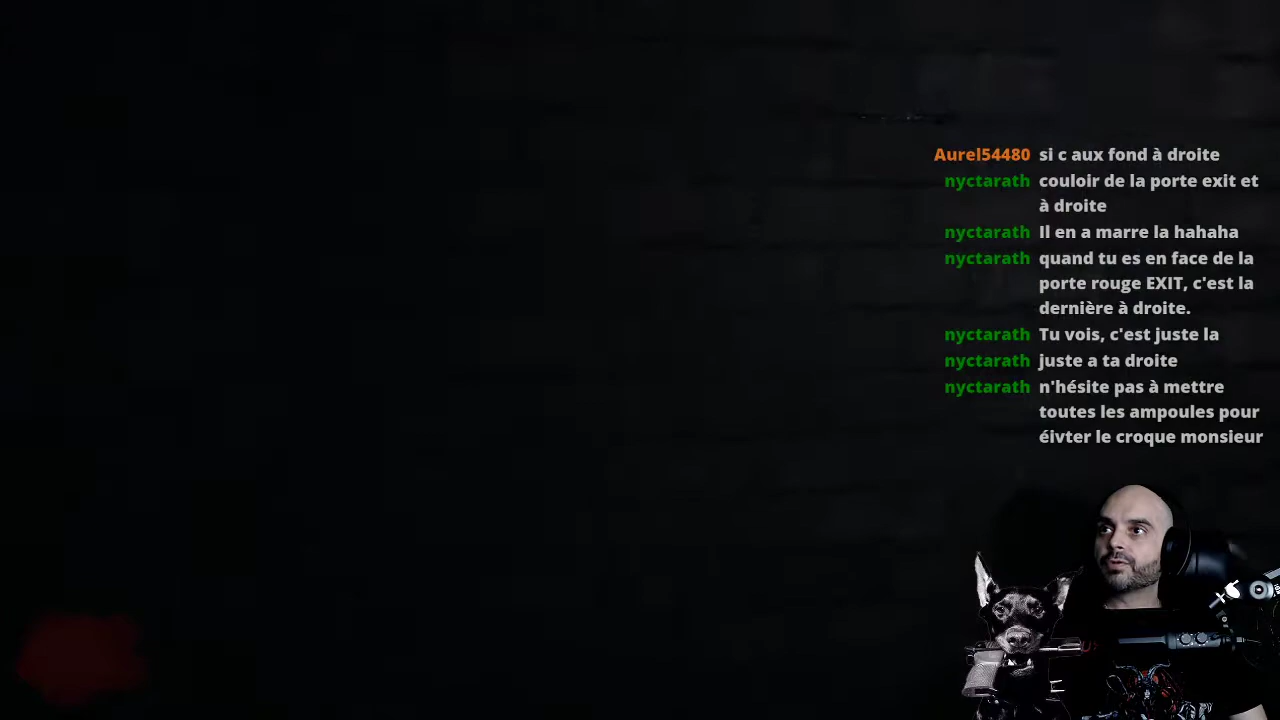 Aurel54480 si c aux fond à droite
nyctarath couloir de la porte exit et
à droite
nyctarath Il en a marre la hahaha
nyctarath quand tu es en face de la
porte rouge EXIT, c'est la
dernière à droite.
nyctarath Tu vois, c'est juste la
nyctarath juste a ta droite
nyctarath n'hésite pas à mettre
toutes les ampoules pour
éivter le croque monsieur